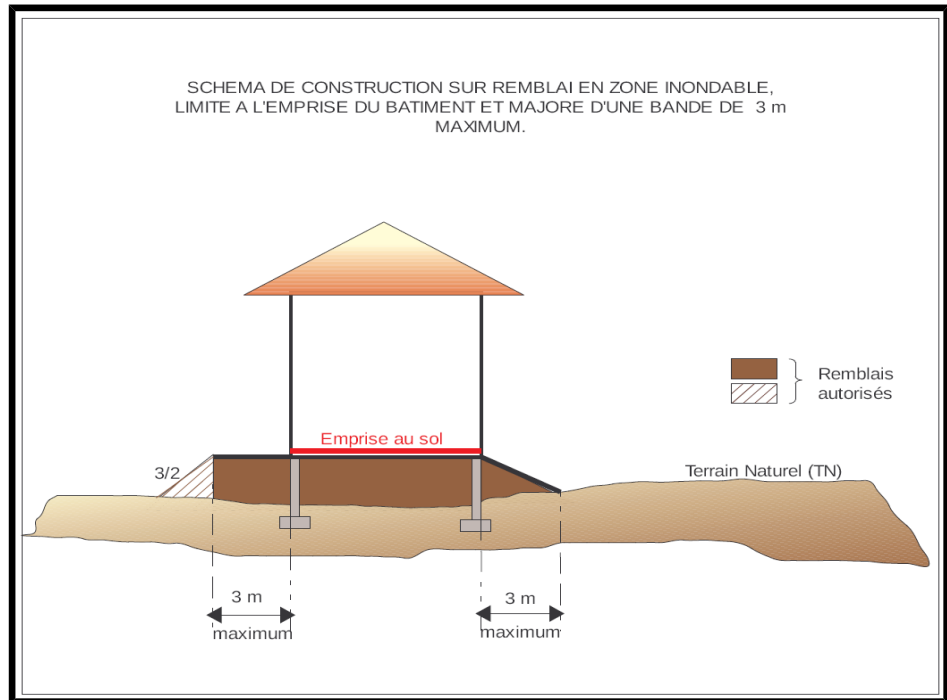 SCHEMA DE CONSTRUCTION SUR REMBLAI EN ZONE INONDABLE,
LIMITE A L'EMPRISE DU BATIMENT ET MAJORE D'UNE BANDE DE 3 m
MAXIMUM.
Remblais
autorisés
Emprise au sol
3/2
Terrain Naturel (TN)
3 m
maximum
3 m
maximum